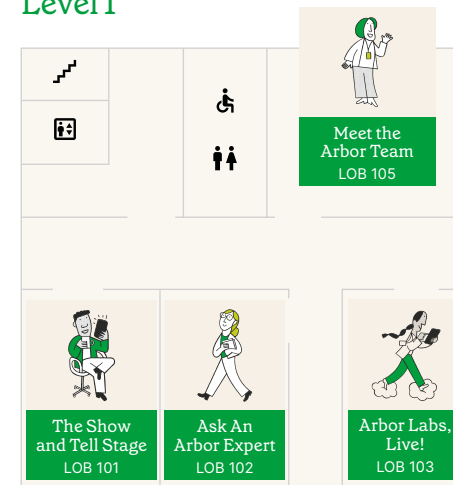 Level 1
Meet the
Arbor Team
LOB 105
The Show
and Tell Stage
LOB 101
Ask An
Arbor Expert
LOB 102
Arbor Labs,
Live!
LOB 103